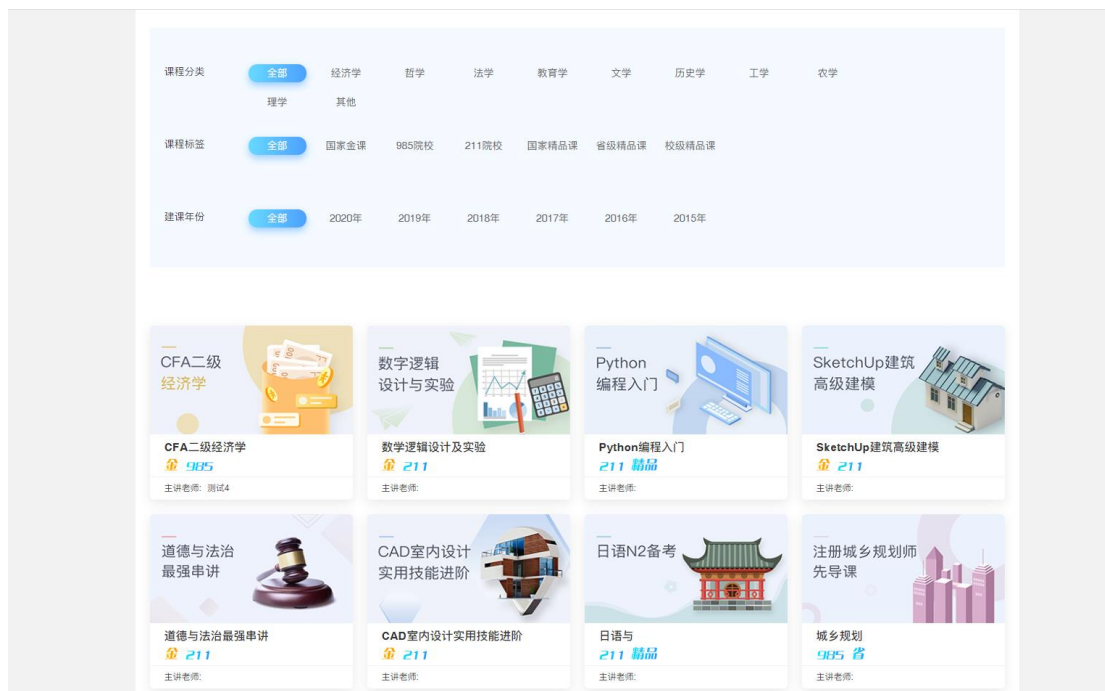 课程分类 全部 经济学 哲学 法学 教育学 文学 历史学 工学 农学
理学 其他
课程标签 全部 国家金课 985院校 211院校 国家精品课 省级精品课 校级精品课
建课年份 全部 2020年 2019年 2018年 2017年 2016年 2015年
CFA二级
经济学
数字逻辑
设计与实验
Python
编程入门
SketchUp建筑
高级建模
CFA二级经济学
金 985
主讲老师: 测试4
数学逻辑设计及实验
金 211
主讲老师:
Python编程入门
211 精品
主讲老师:
SketchUp建筑高级建模
金 211
主讲老师:
道德与法治
最强串讲
CAD室内设计
实用技能进阶
日语N2备考
注册城乡规划师
先导课
道德与法治最强串讲
金 211
主讲老师:
CAD室内设计实用技能进阶
金 211
主讲老师:
日语与
211 精品
主讲老师:
城乡规划
985 省
主讲老师: